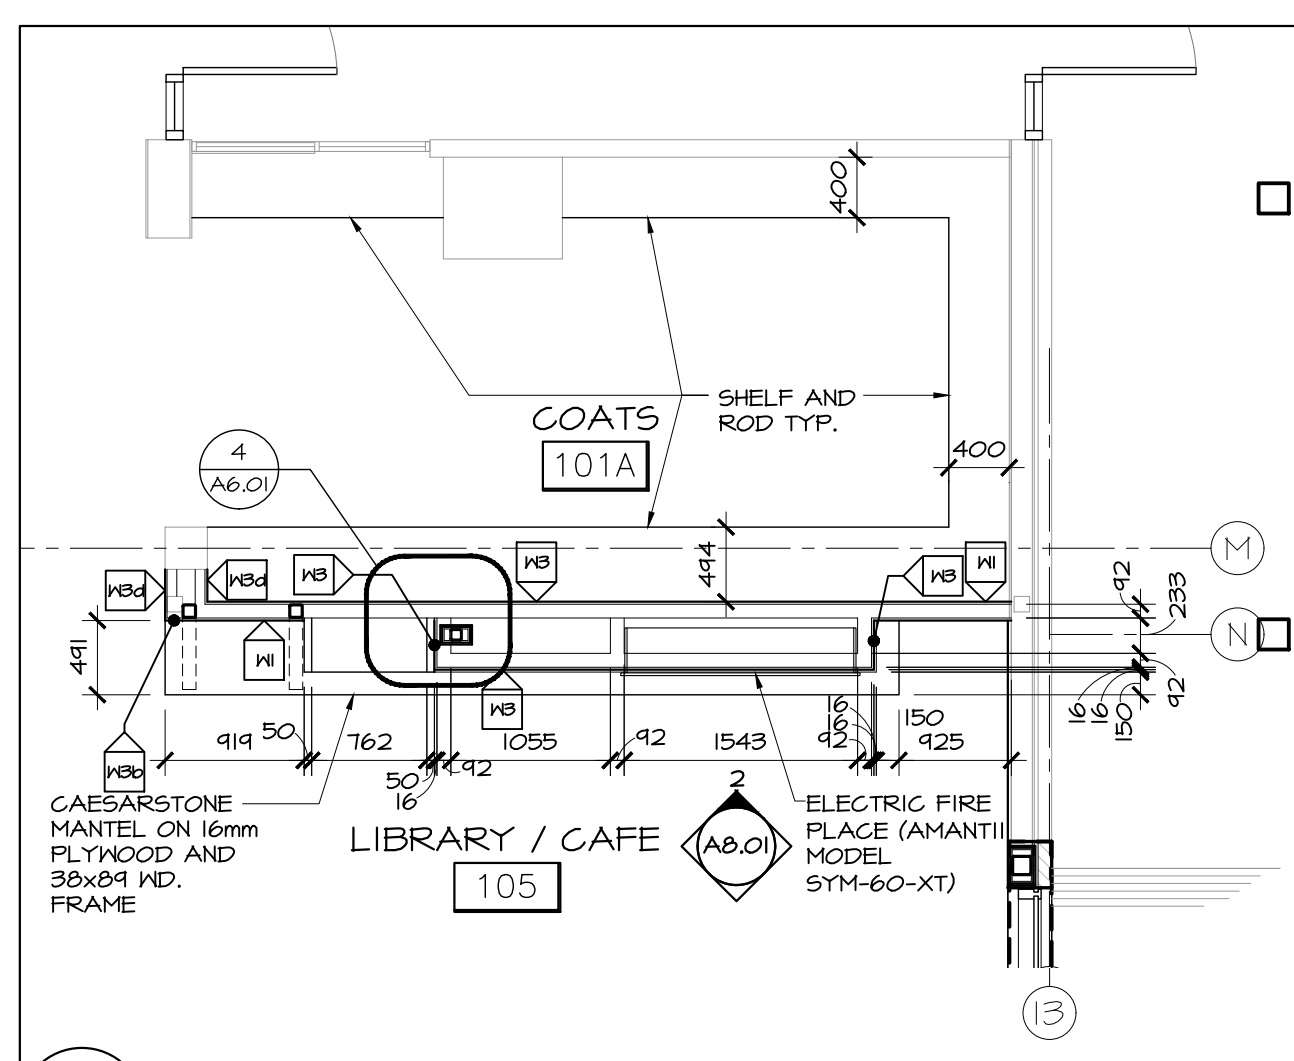 400
SHELF AND
ROD TYP.
COATS
101A
4
A6.01
400
M
494
W3
W3
W3d
W3d
W3
W1
92
233
N
491
W1
W3
16
16
150
92
16
16
92
150
919
50
762
50
16
92
1055
92
1543
925
W3b
CAESARSTONE
MANTEL ON 16mm
PLYWOOD AND
38x89 WD.
FRAME
LIBRARY / CAFE
105
2
A8.01
ELECTRIC FIRE
PLACE (AMANTII
MODEL
SYM-60-XT)
13